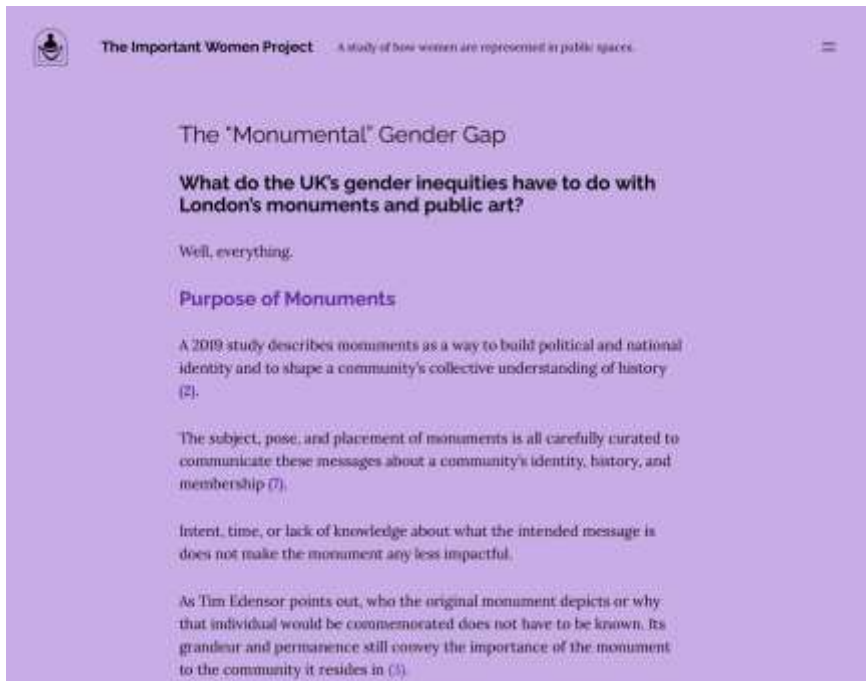 The Important Women Project A study of how women are represented in public spaces.
The "Monumental" Gender Gap
What do the UK's gender inequities have to do with
London's monuments and public art?
Well, everything.
Purpose of Monuments
A 2019 study describes monuments as a way to build political and national
identity and to shape a community's collective understanding of history
(2).
The subject, pose, and placement of monuments is all carefully curated to
communicate these messages about a community's identity, history, and
membership (7).
Intent, time, or lack of knowledge about what the intended message is
does not make the monument any less impactful.
As Tim Edensor points out, who the original monument depicts or why
that individual would be commemorated does not have to be known. Its
grandeur and permanence still convey the importance of the monument
to the community it resides in (3).